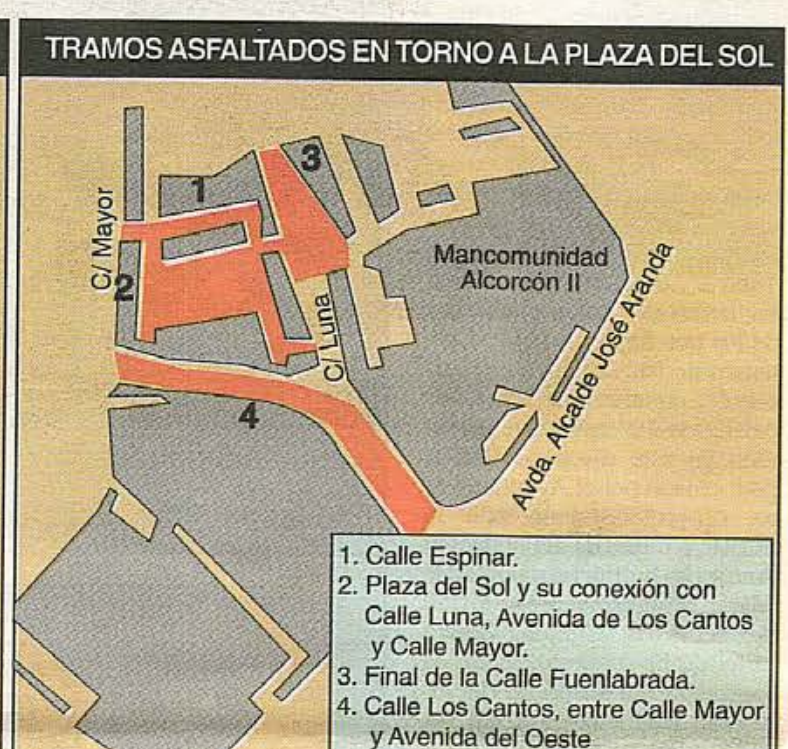 TRAMOS ASFALTADOS EN TORNO A LA PLAZA DEL SOL
C/ Mayor
1
3
2
C/ Luna
4
Mancomunidad
Alcorcón II
Avda. Alcalde José Aranda
1. Calle Espinar.
2. Plaza del Sol y su conexión con
Calle Luna, Avenida de Los Cantos
y Calle Mayor.
3. Final de la Calle Fuenlabrada.
4. Calle Los Cantos, entre Calle Mayor
y Avenida del Oeste